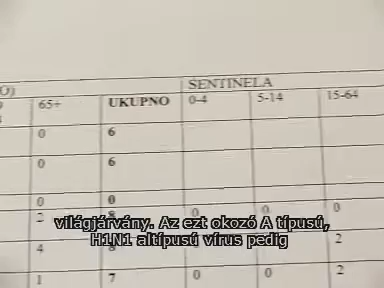 SENTINELA
O)
65+ UKUPNO 0-4 5-14 15-64
0 6
0 6
0 0
2 0 0 0
világjárvány. Az ezt okozó A típusú,
H1N1 altípusú vírus pedig
4 2
1 7 0 0 2